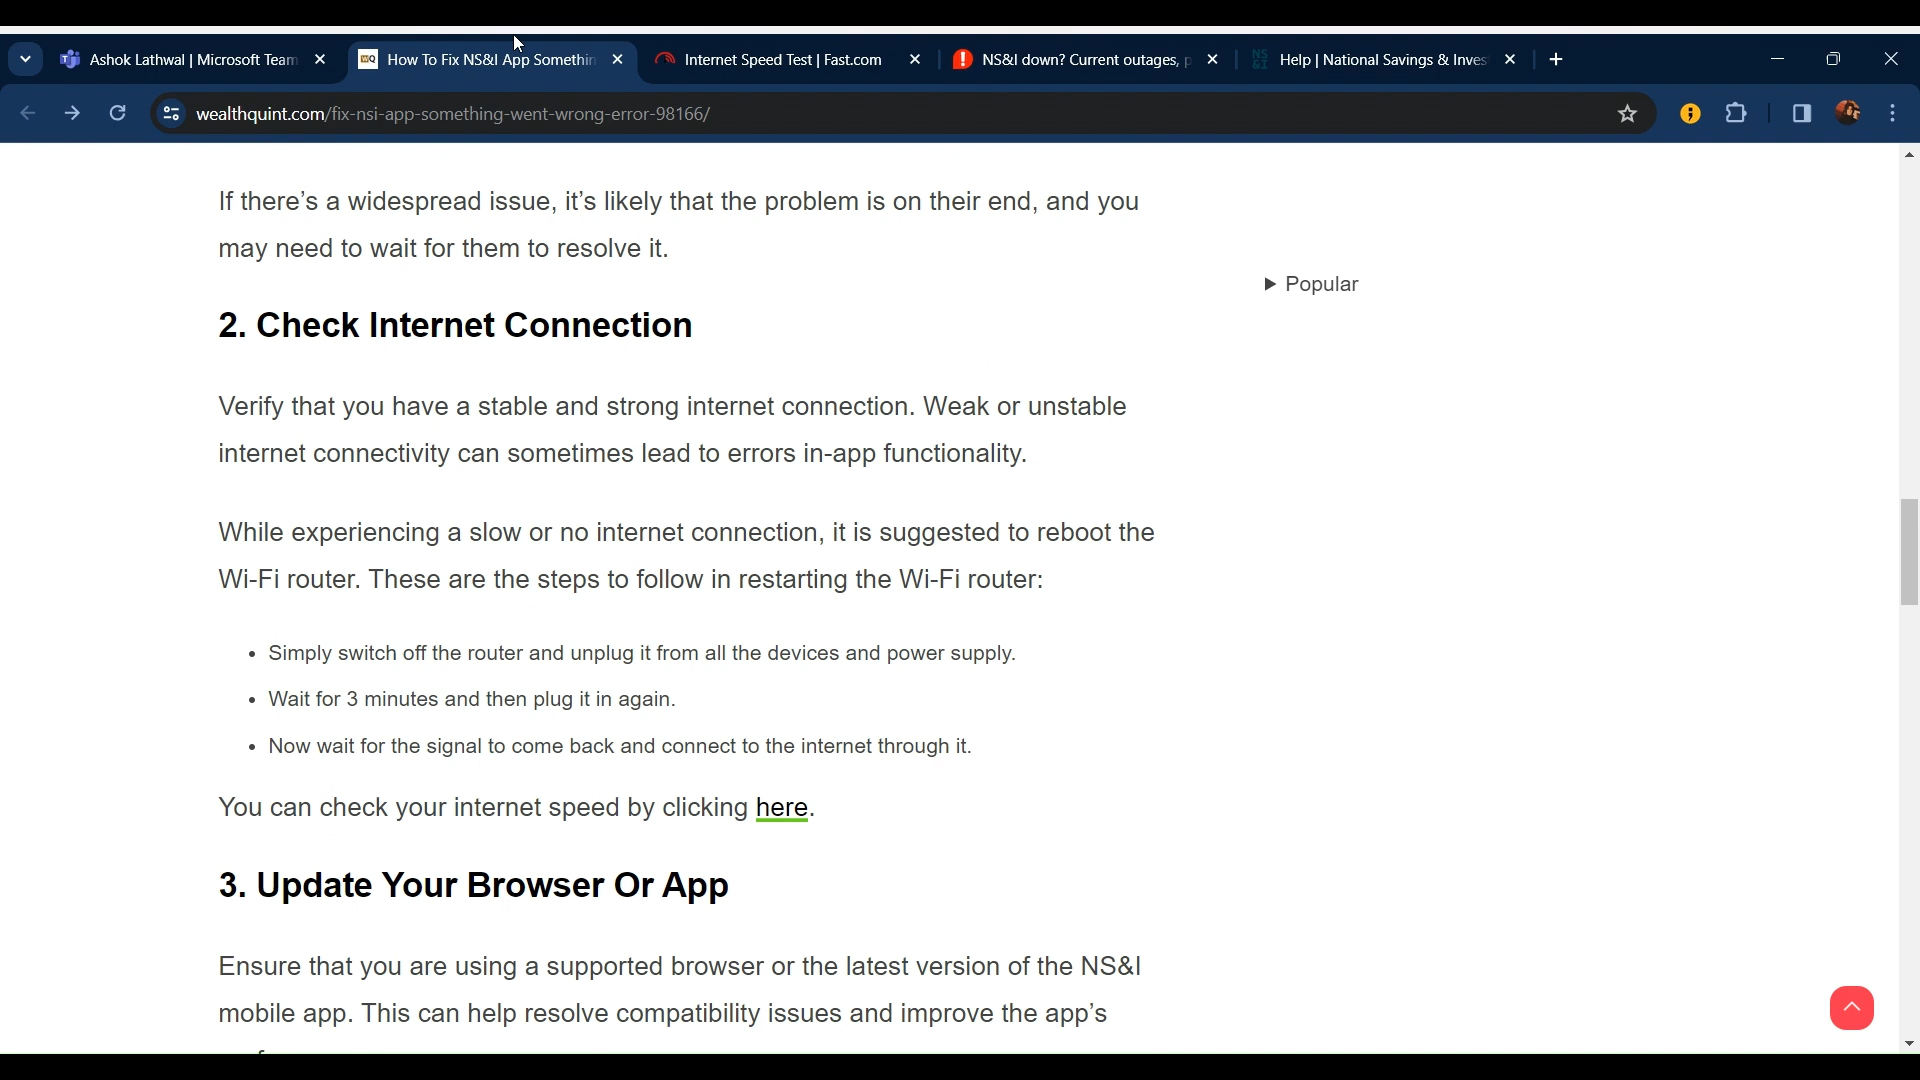 Ashok Lathwal | Microsoft Team
How To Fix NS&I App Somethin
Internet Speed Test | Fast.com
NS&I down? Current outages, p
Help | National Savings & Inves
wealthquint.com/fix-nsi-app-something-went-wrong-error-98166/
If there’s a widespread issue, it’s likely that the problem is on their end, and you
may need to wait for them to resolve it.
▶ Popular
2. Check Internet Connection
Verify that you have a stable and strong internet connection. Weak or unstable
internet connectivity can sometimes lead to errors in-app functionality.
While experiencing a slow or no internet connection, it is suggested to reboot the
Wi-Fi router. These are the steps to follow in restarting the Wi-Fi router:
• Simply switch off the router and unplug it from all the devices and power supply.
• Wait for 3 minutes and then plug it in again.
• Now wait for the signal to come back and connect to the internet through it.
You can check your internet speed by clicking here.
3. Update Your Browser Or App
Ensure that you are using a supported browser or the latest version of the NS&I
mobile app. This can help resolve compatibility issues and improve the app’s